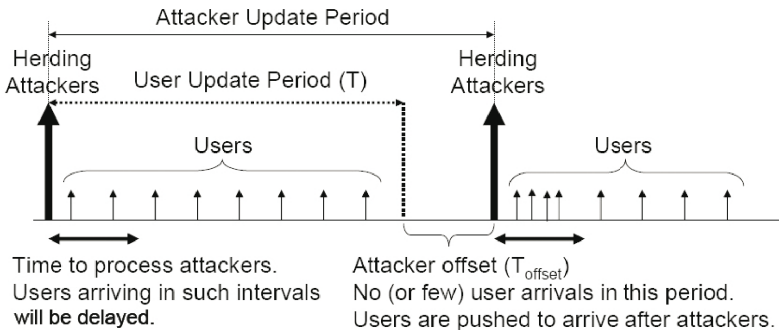 Attacker Update Period
Herding
Attackers
Herding
Attackers
User Update Period (T)
Users
Users
Time to process attackers.
Users arriving in such intervals
will be delayed.
Attacker offset (Toffset)
No (or few) user arrivals in this period.
Users are pushed to arrive after attackers.